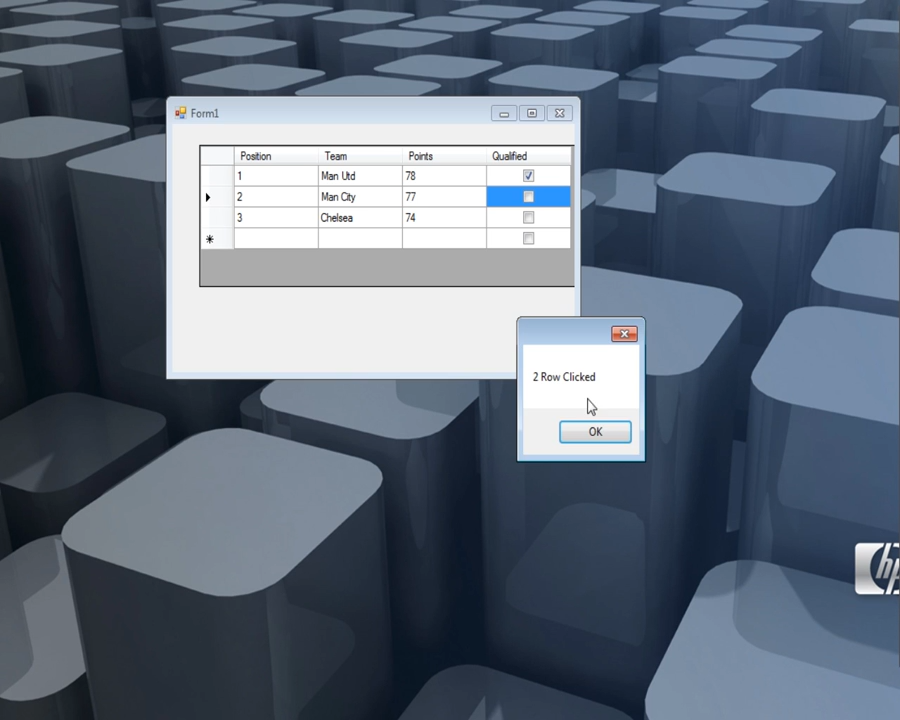 Form1
Position Team Points Qualified
1 Man Utd 78
2 Man City 77
3 Chelsea 74
2 Row Clicked
OK
hp